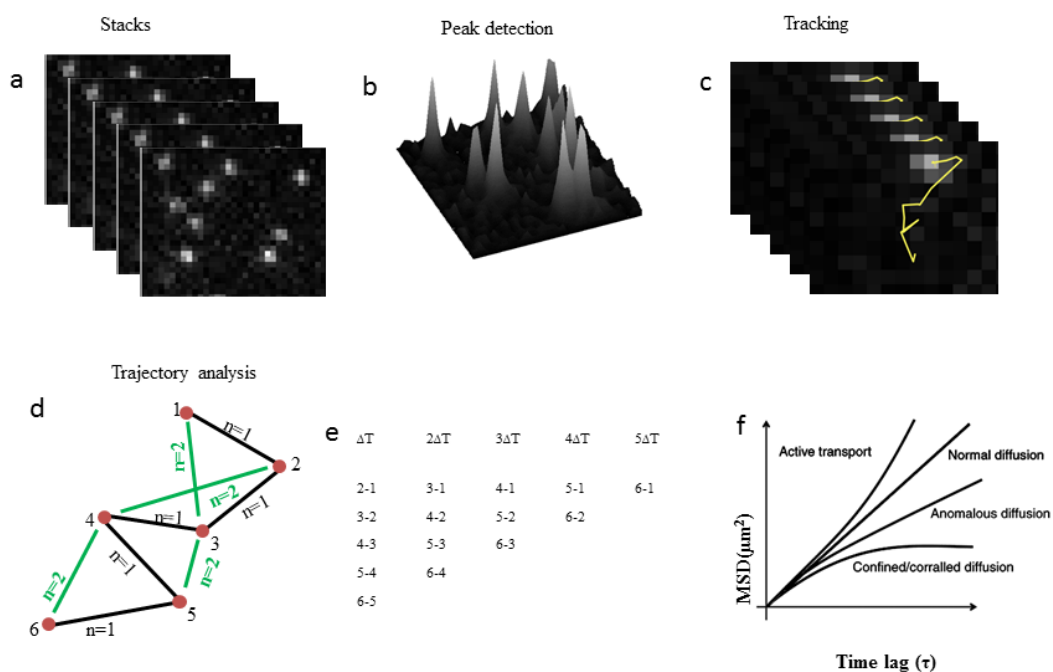 Stacks
Peak detection
Tracking
a
b
c
Trajectory analysis
d
1
n=1
n=2
2
n=2
n=1
4
n=1
3
n=1
n=2
n=2
5
6
n=1
e
ΔT 2ΔT 3ΔT 4ΔT 5ΔT
2-1 3-1 4-1 5-1 6-1
3-2 4-2 5-2 6-2
4-3 5-3 6-3
5-4 6-4
6-5
f
Active transport
Normal diffusion
Anomalous diffusion
Confined/corralled diffusion
MSD(μm²)
Time lag (τ)